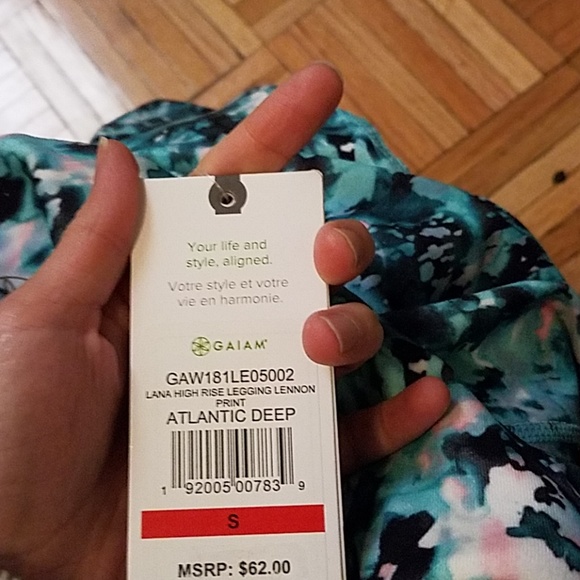 Your life and
style, aligned.
Votre style et votre
vie en harmonie.
GAIAM
GAW181LE05002
LANA HIGH RISE LEGGING LENNON
PRINT
ATLANTIC DEEP
1 92005 00783 9
S
MSRP: $62.00